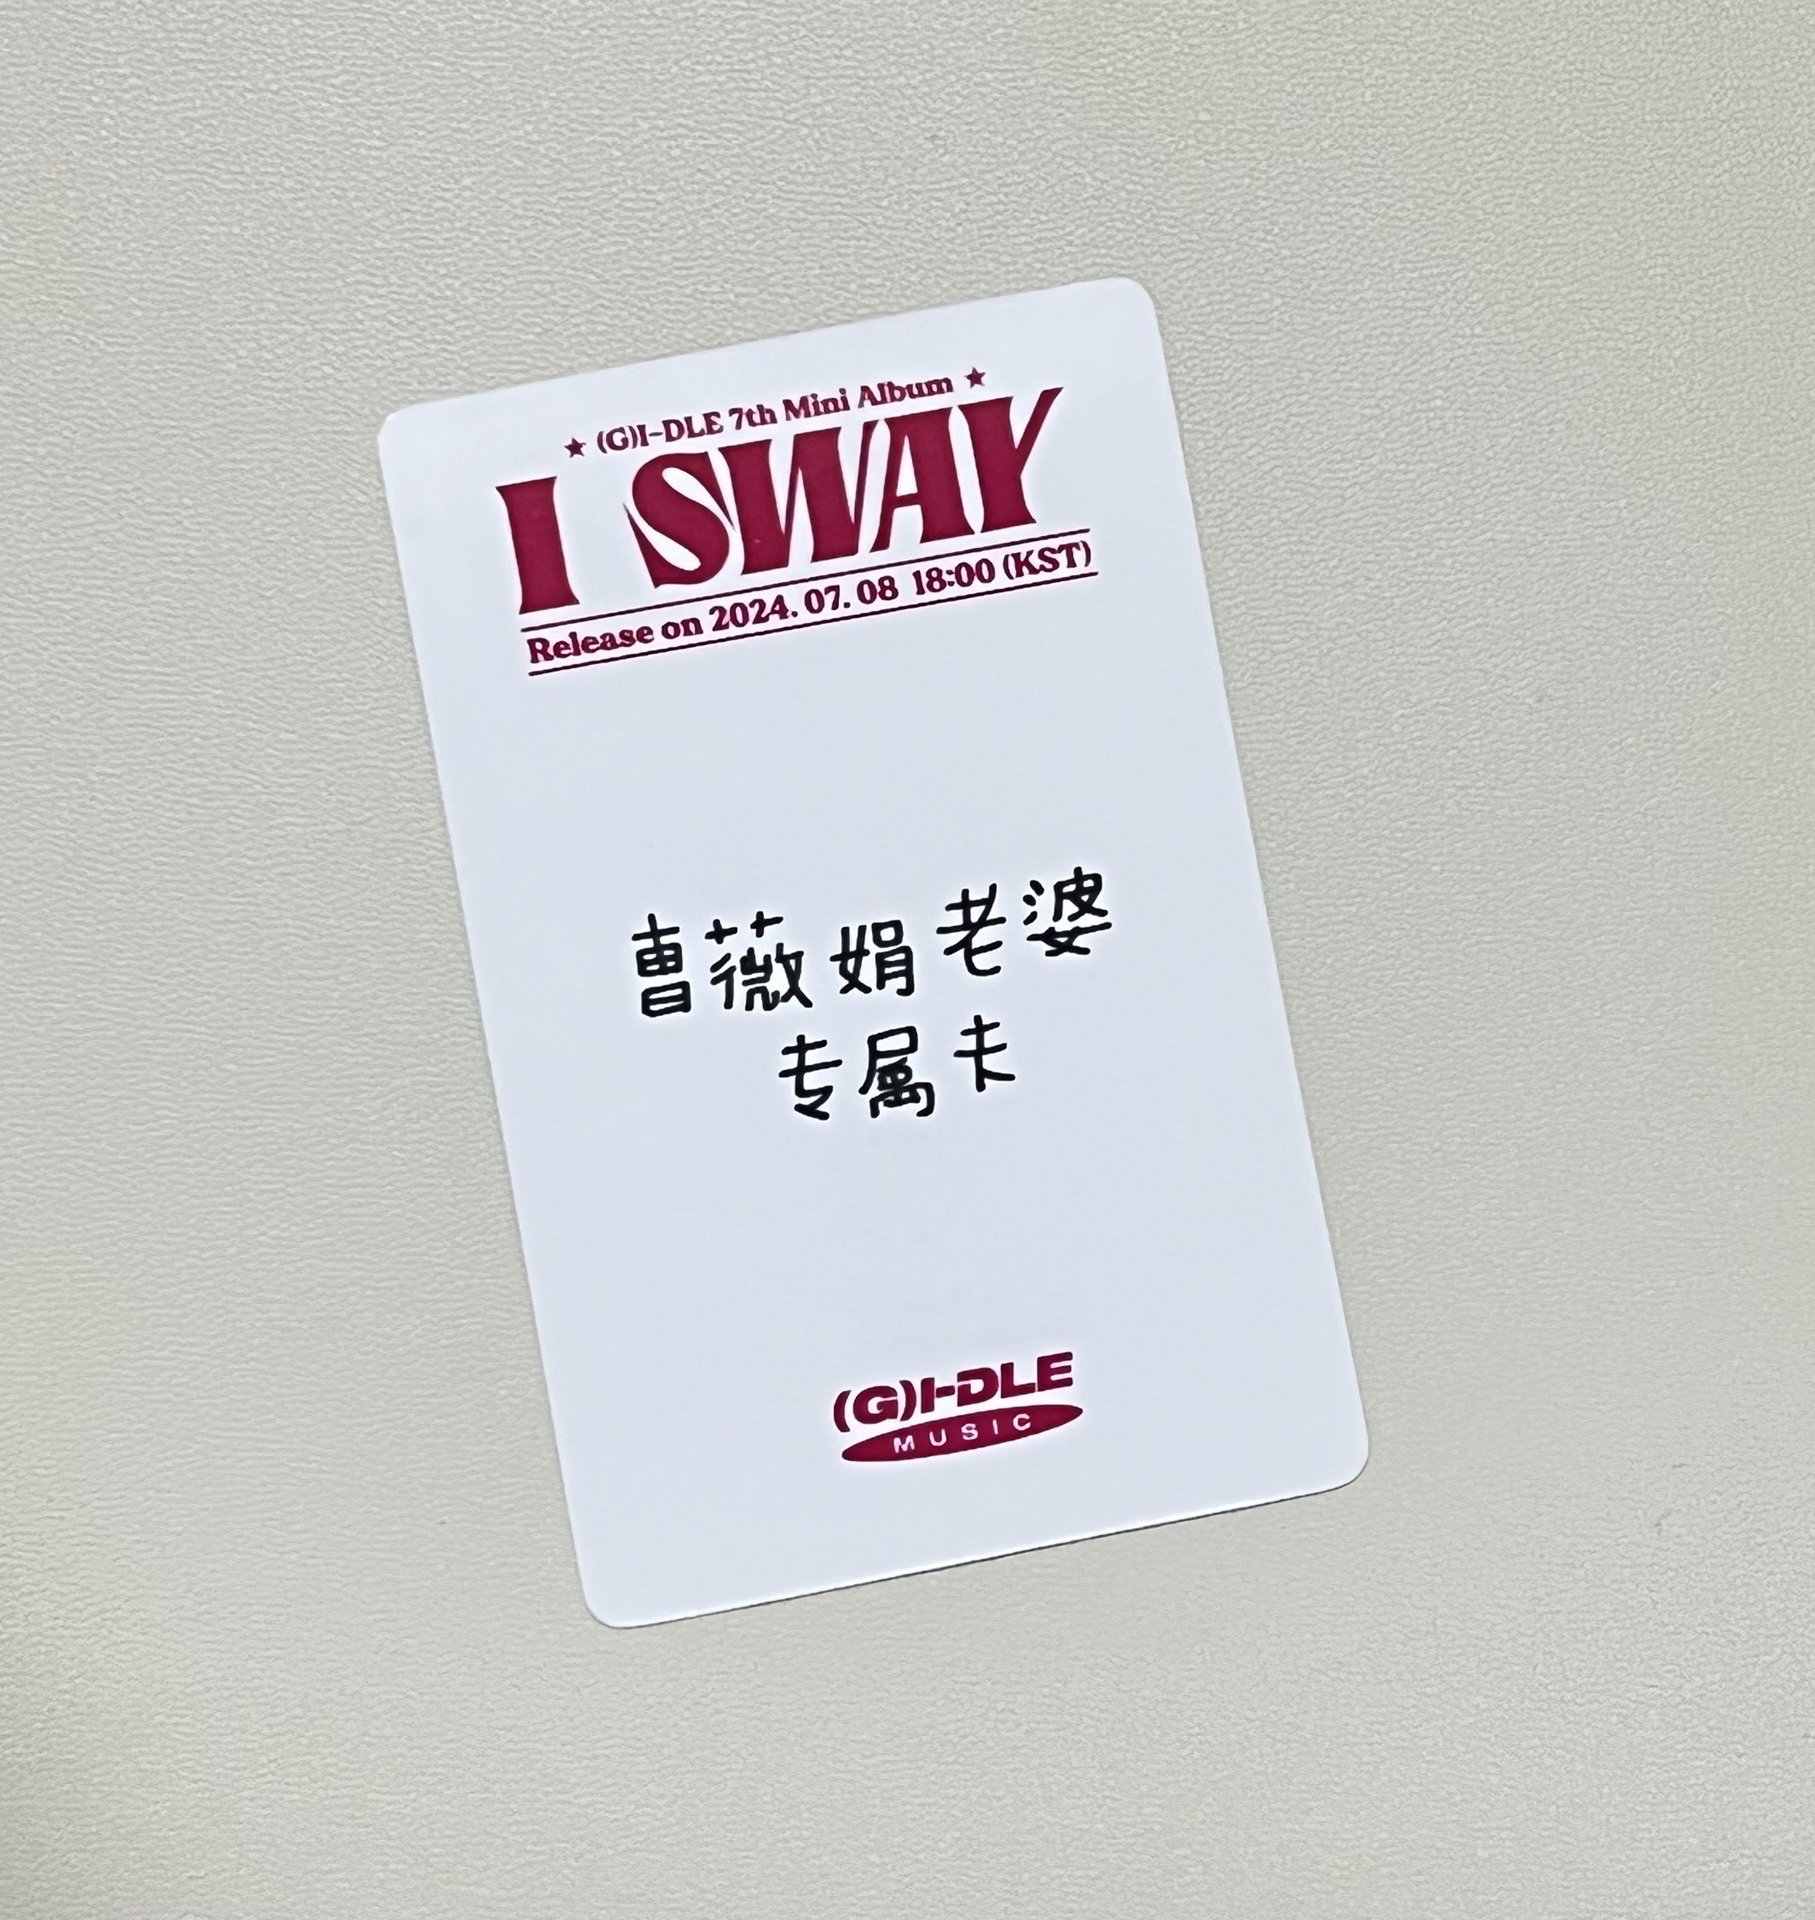 ★ (G)I-DLE 7th Mini Album ★
I SWAY
Release on 2024. 07. 08 18:00 (KST)
曹薇娟老婆
专属卡
(G)I-DLE
MUSIC